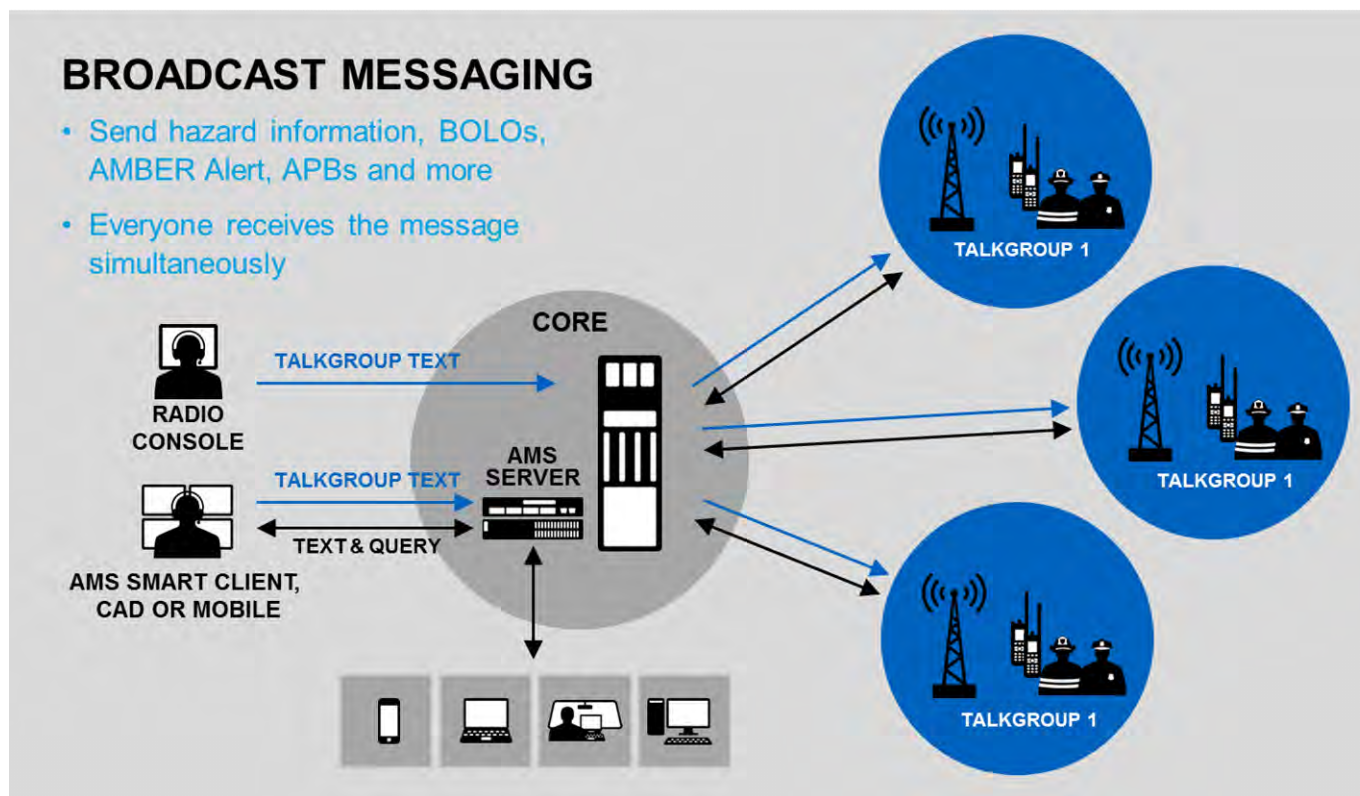 BROADCAST MESSAGING
• Send hazard information, BOLOs,
AMBER Alert, APBs and more
• Everyone receives the message
simultaneously
CORE
TALKGROUP TEXT
RADIO
CONSOLE
AMS
SERVER
TALKGROUP TEXT
TEXT & QUERY
AMS SMART CLIENT,
CAD OR MOBILE
TALKGROUP 1
TALKGROUP 1
TALKGROUP 1